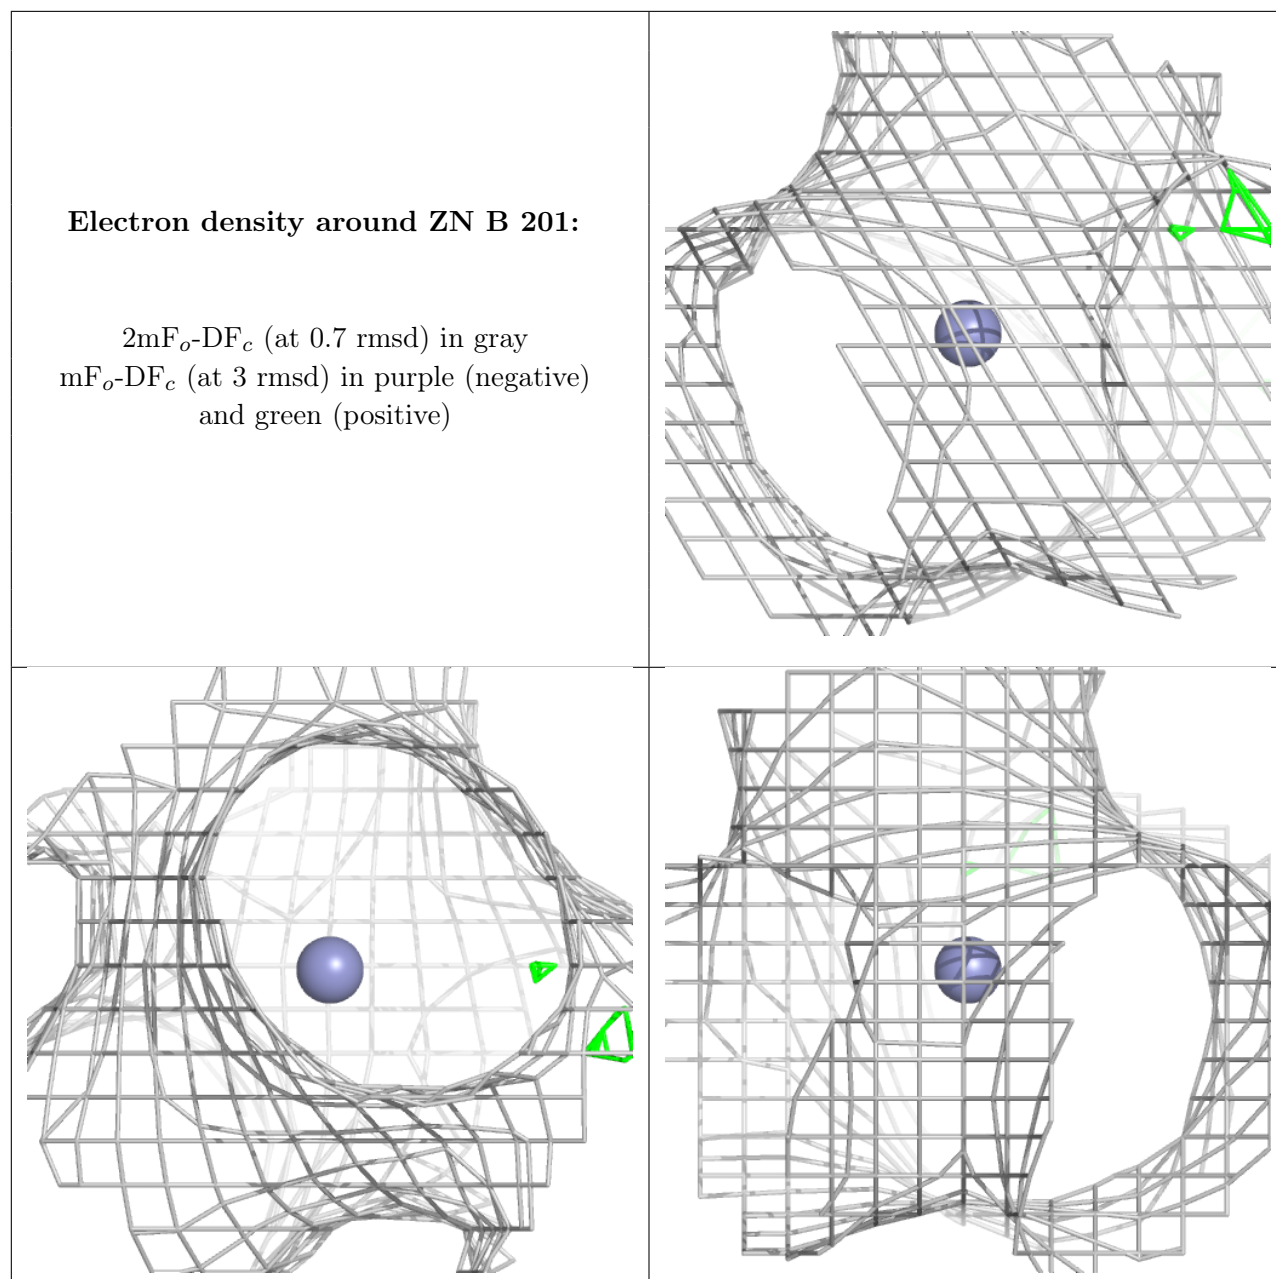 Electron density around ZN B 201:
2mFo-DFc (at 0.7 rmsd) in gray
mFo-DFc (at 3 rmsd) in purple (negative)
and green (positive)